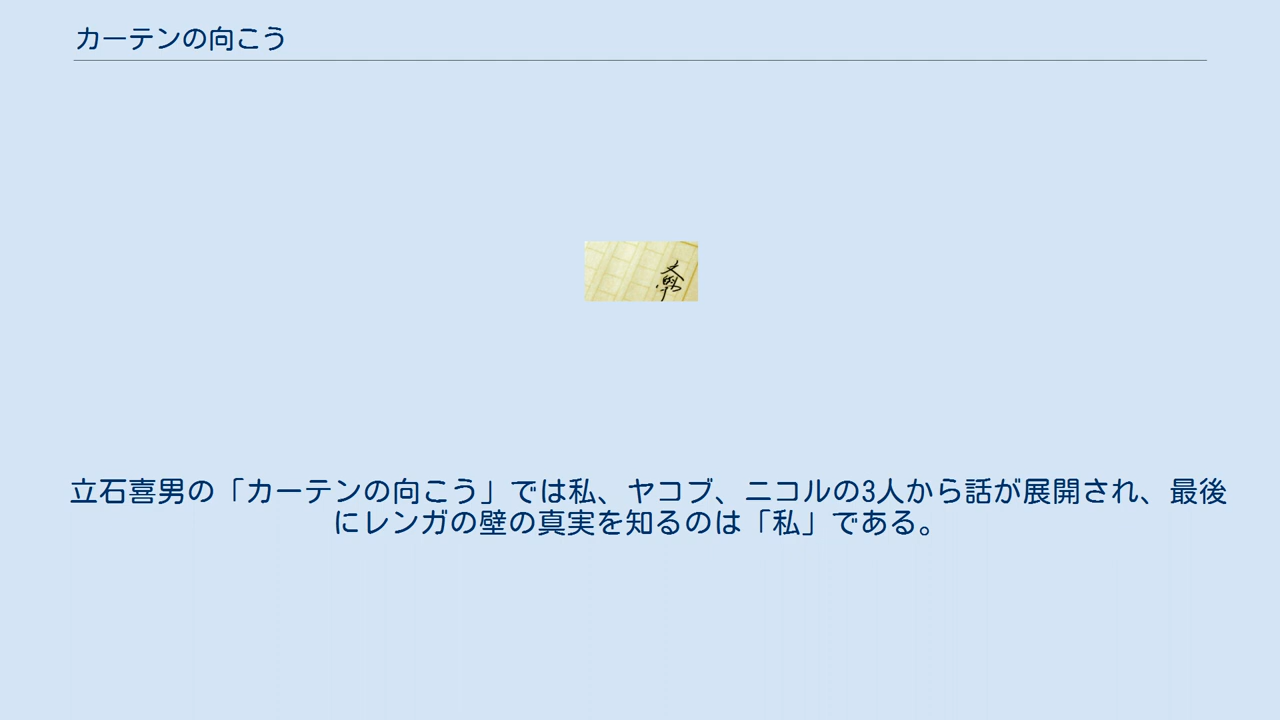 カーテンの向こう
立石喜男の「カーテンの向こう」では私、ヤコブ、ニコルの3人から話が展開され、最後
にレンガの壁の真実を知るのは「私」である。